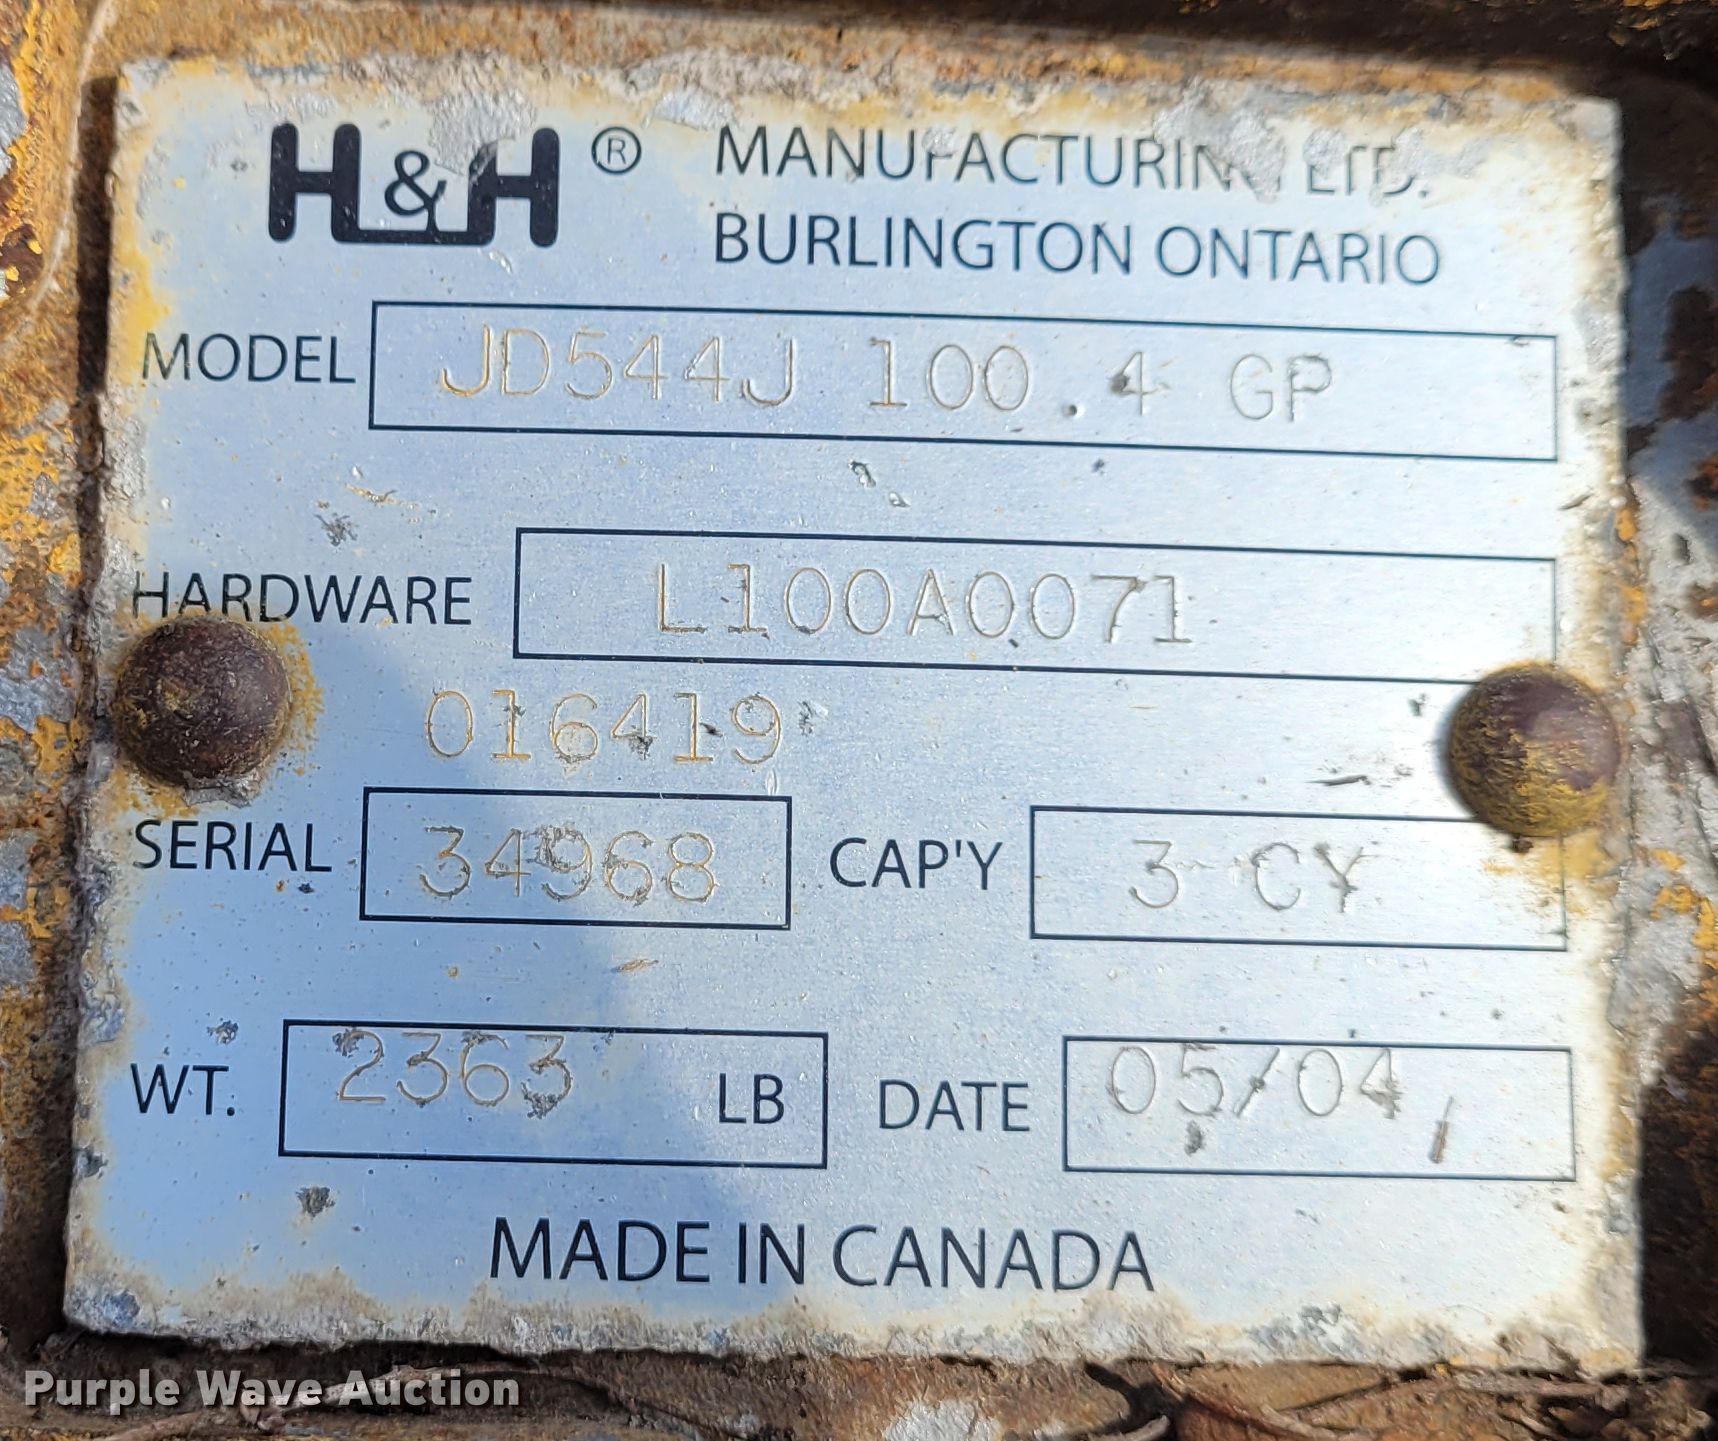 H&H® MANUFACTURING LTD.
BURLINGTON ONTARIO
MODEL JD544J 100.4 GP
HARDWARE L100A0071
016419
SERIAL 34968 CAP'Y 3 CY
WT. 2363 LB DATE 05/04
MADE IN CANADA
Purple Wave Auction